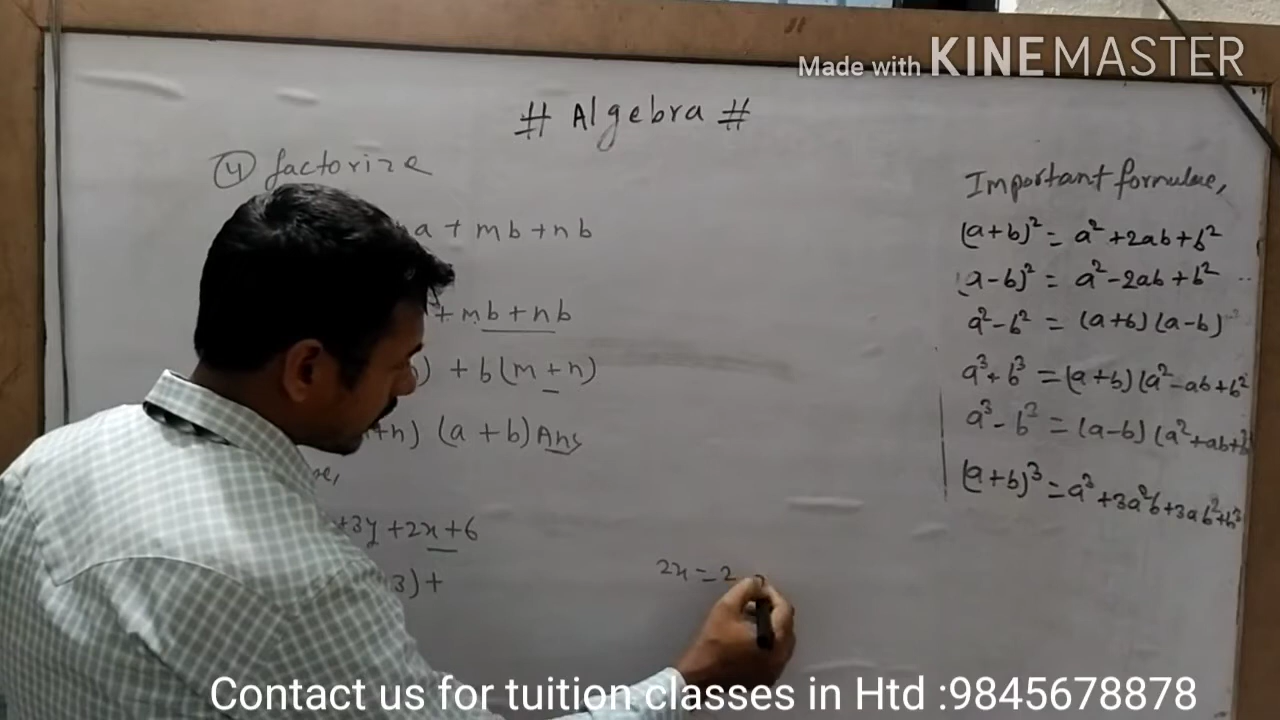 Made with KINEMASTER
# Algebra #
④ factorize
a + mb + nb
+ mb + nb
) + b(m + n)
+n) (a + b) Ans
+3y + 2x + 6
3) +
2x = 2
Important formulae,
(a+b)² = a² + 2ab + b²
(a-b)² = a² - 2ab + b²
a² - b² = (a+b) (a-b)
a³ + b³ = (a+b) (a² - ab + b²
a³ - b³ = (a-b) (a² + ab + b²
(a+b)³ = a³ + 3a²b + 3ab² + b³
Contact us for tuition classes in Htd :9845678878